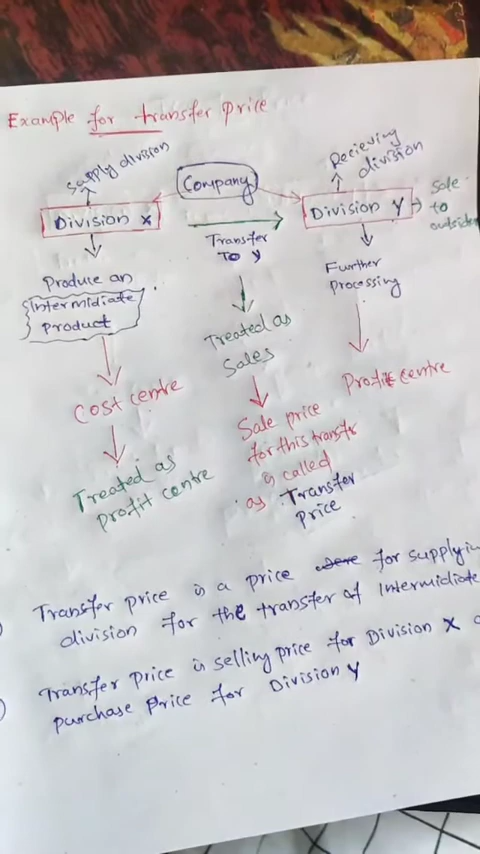 Example for transfer price
Supply division
Company
Recieving
division
Division X
Division Y
Sale
to
outsider
Transfer
To Y
Produce an
Intermidiate
Product
Further
Processing
Treated as
Sales
Cost centre
Profit centre
Sale price
for this transfr
is called
as Transfer
Price
Treated as
profit centre
Transfer price is a price for supplyin
division for the transfer of Intermidiate
Transfer price is selling price for Division X
purchase price for Division Y